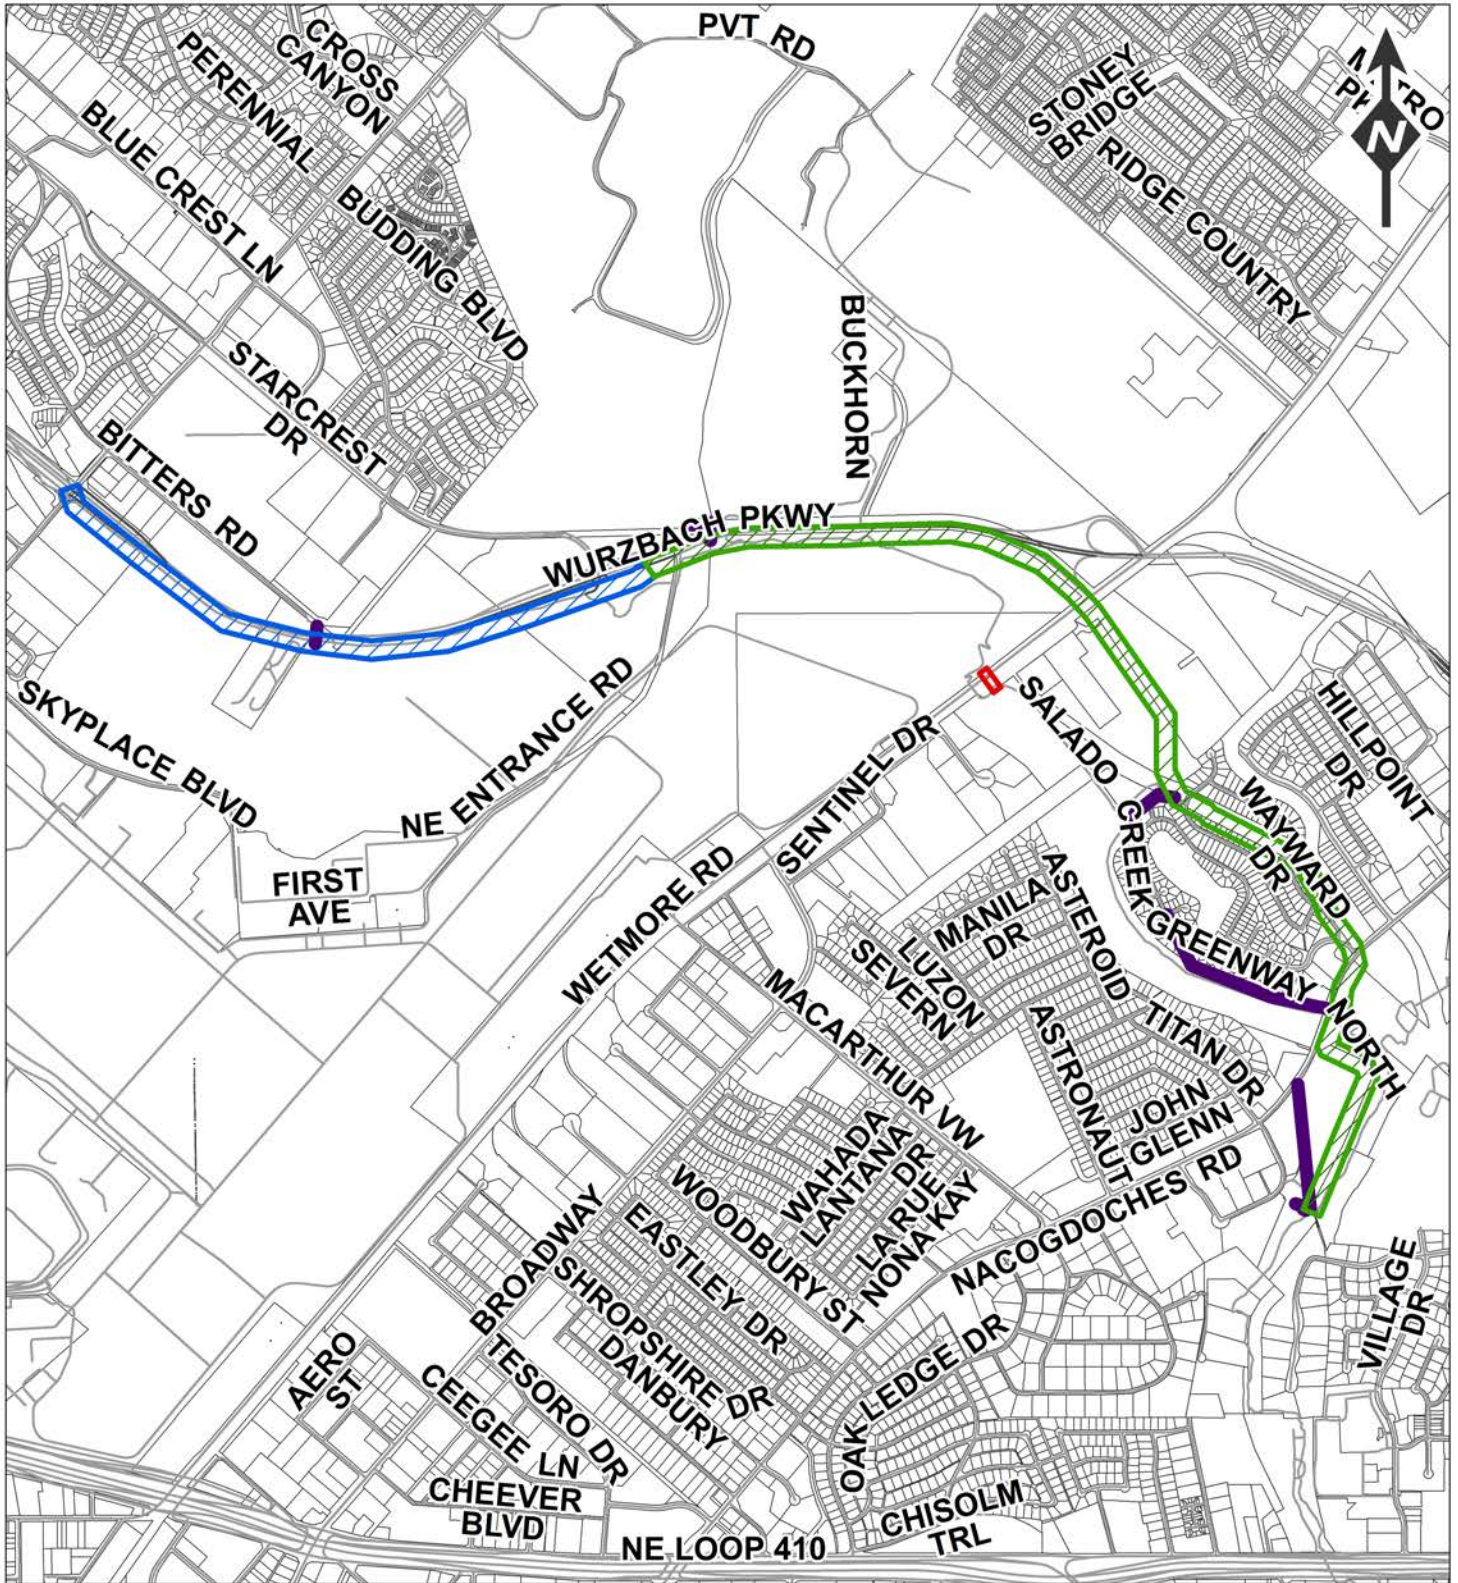 PVT RD
CROSS
CANYON
PERENNIAL
BLUE CREST LN
BUDDING BLVD
STONEY
BRIDGE
RIDGE COUNTRY
N
STARCREST
DR
BUCKHORN
BITTERS RD
WURZBACH PKWY
SKYPLACE BLVD
NE ENTRANCE RD
FIRST
AVE
SENTINEL DR
WETMORE RD
SALADO CREEK GREENWAY NORTH
HILLPOINT
DR
WAYWARD
DR
MANILA
DR
LUZON
SEVERN
ASTEROID
TITAN DR
ASTRONAUT
JOHN
GLENN
MACARTHUR VW
WAHADA
LANTANA
DR
LARUE
NONA KAY
WOODBURY ST
NACOGDOCHES RD
EASTLEY DR
BROADWAY
SHROPSHIRE DR
DANBURY
OAK LEDGE DR
VILLAGE
DR
AERO
ST
TESORO DR
CEEGEE LN
CHEEVER
BLVD
CHISOLM
TRL
NE LOOP 410